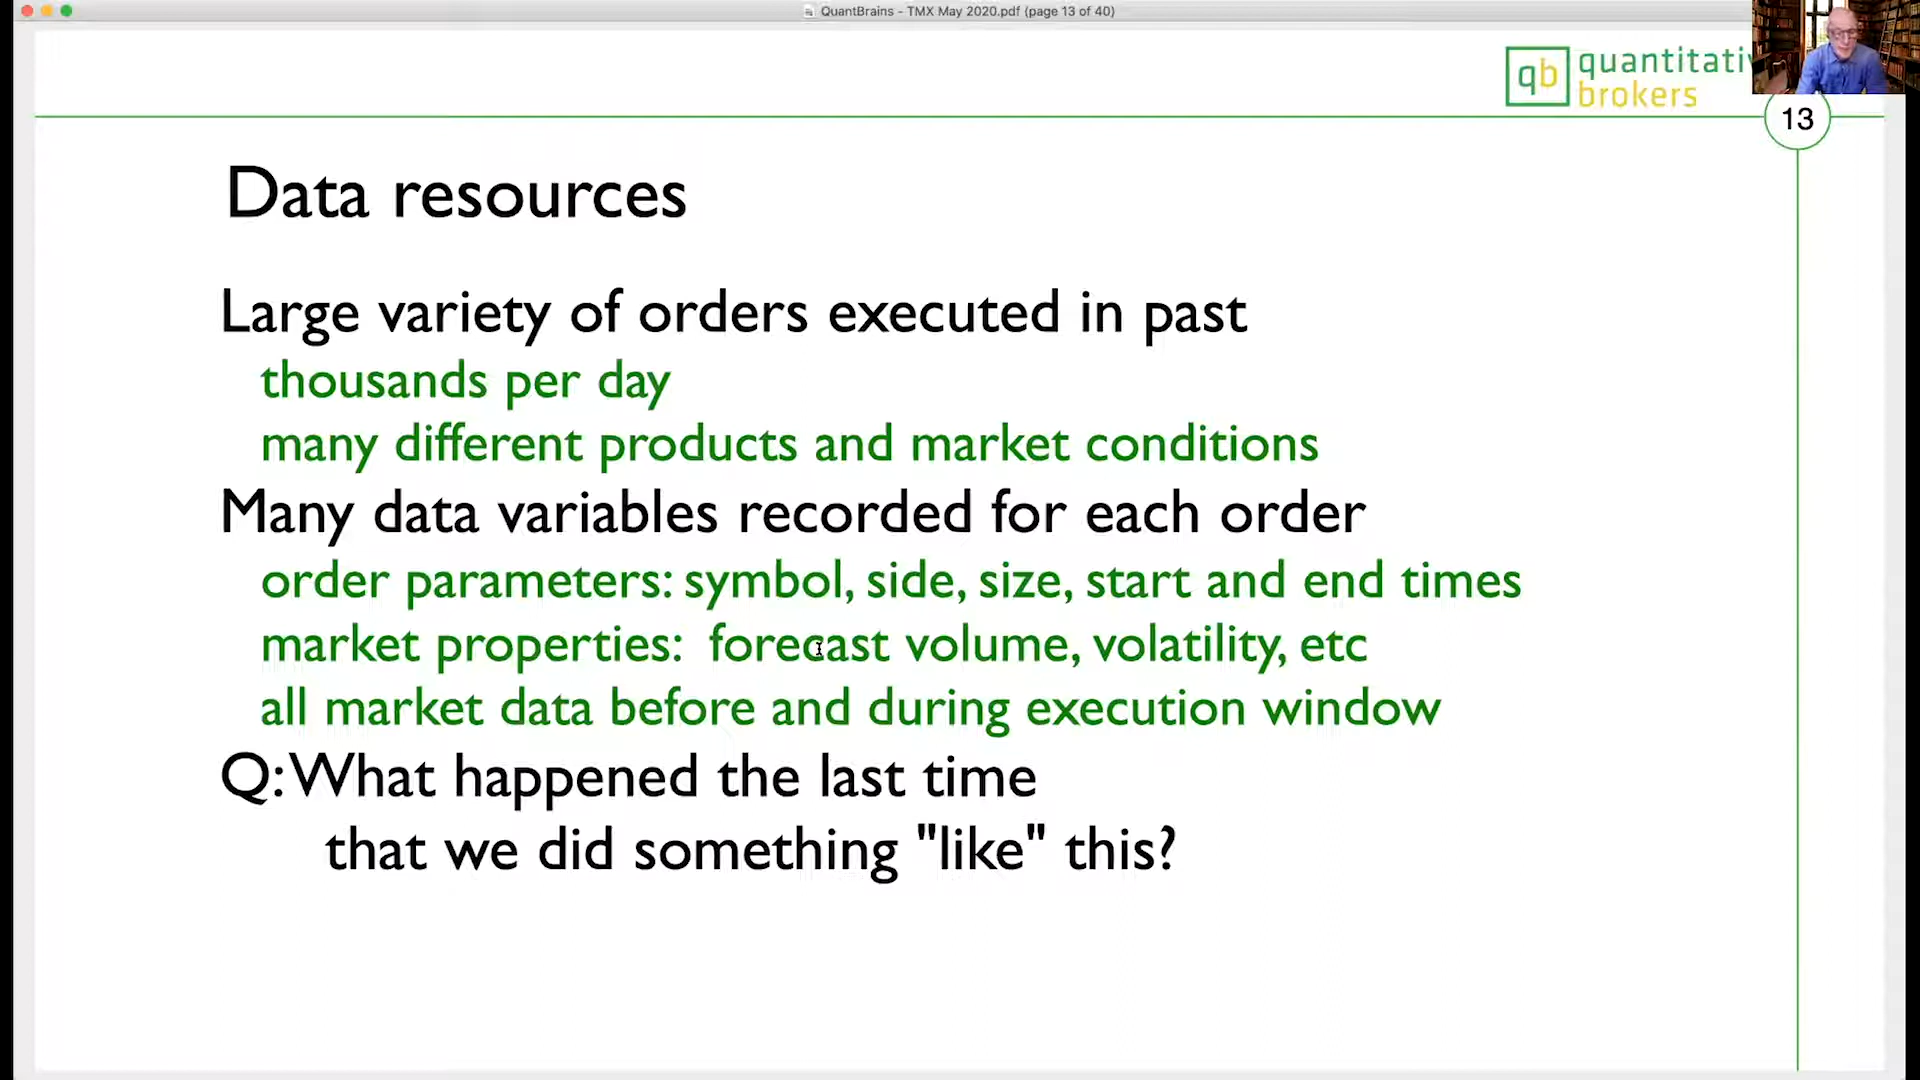 QuantBrains - TMX May 2020.pdf (page 13 of 40)
qb quantitati
brokers
13
Data resources
Large variety of orders executed in past
thousands per day
many different products and market conditions
Many data variables recorded for each order
order parameters: symbol, side, size, start and end times
market properties: forecast volume, volatility, etc
all market data before and during execution window
Q: What happened the last time
that we did something "like" this?